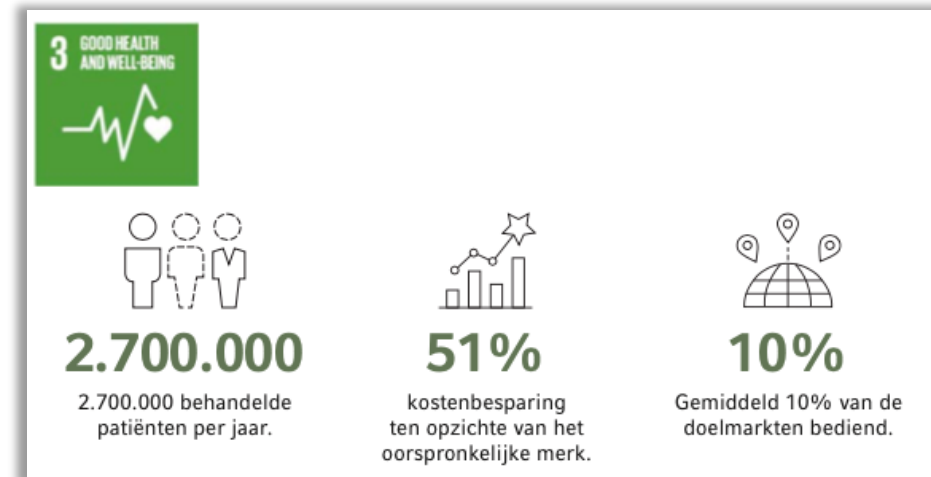 3 GOOD HEALTH
AND WELL-BEING
2.700.000
2.700.000 behandelde
patiënten per jaar.
51%
kostenbesparing
ten opzichte van het
oorspronkelijke merk.
10%
Gemiddeld 10% van de
doelmarkten bediend.